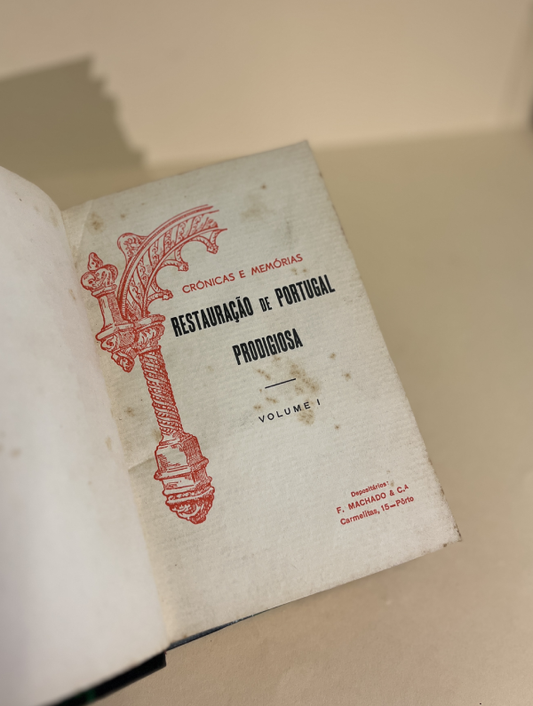 CRÓNICAS E MEMÓRIAS
RESTAURAÇÃO DE PORTUGAL
PRODIGIOSA
VOLUME I
Depositários:
F. MACHADO & C.A
Carmelitas, 15—Pôrto